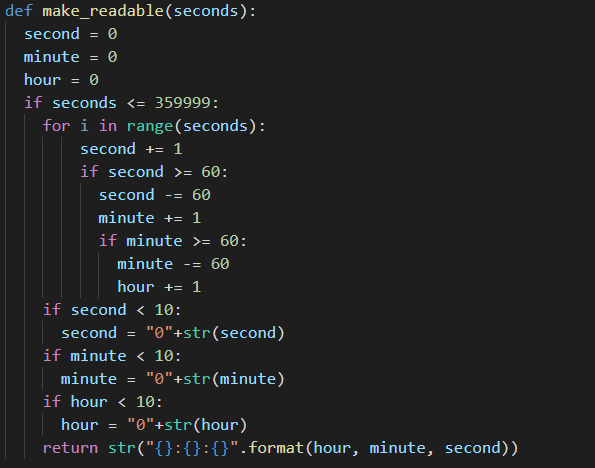 def make_readable(seconds):
  second = 0
  minute = 0
  hour = 0
  if seconds <= 359999:
    for i in range(seconds):
        second += 1
        if second >= 60:
          second -= 60
          minute += 1
          if minute >= 60:
            minute -= 60
            hour += 1
    if second < 10:
      second = "0"+str(second)
    if minute < 10:
      minute = "0"+str(minute)
    if hour < 10:
      hour = "0"+str(hour)
    return str("{}:{}:{}".format(hour, minute, second))